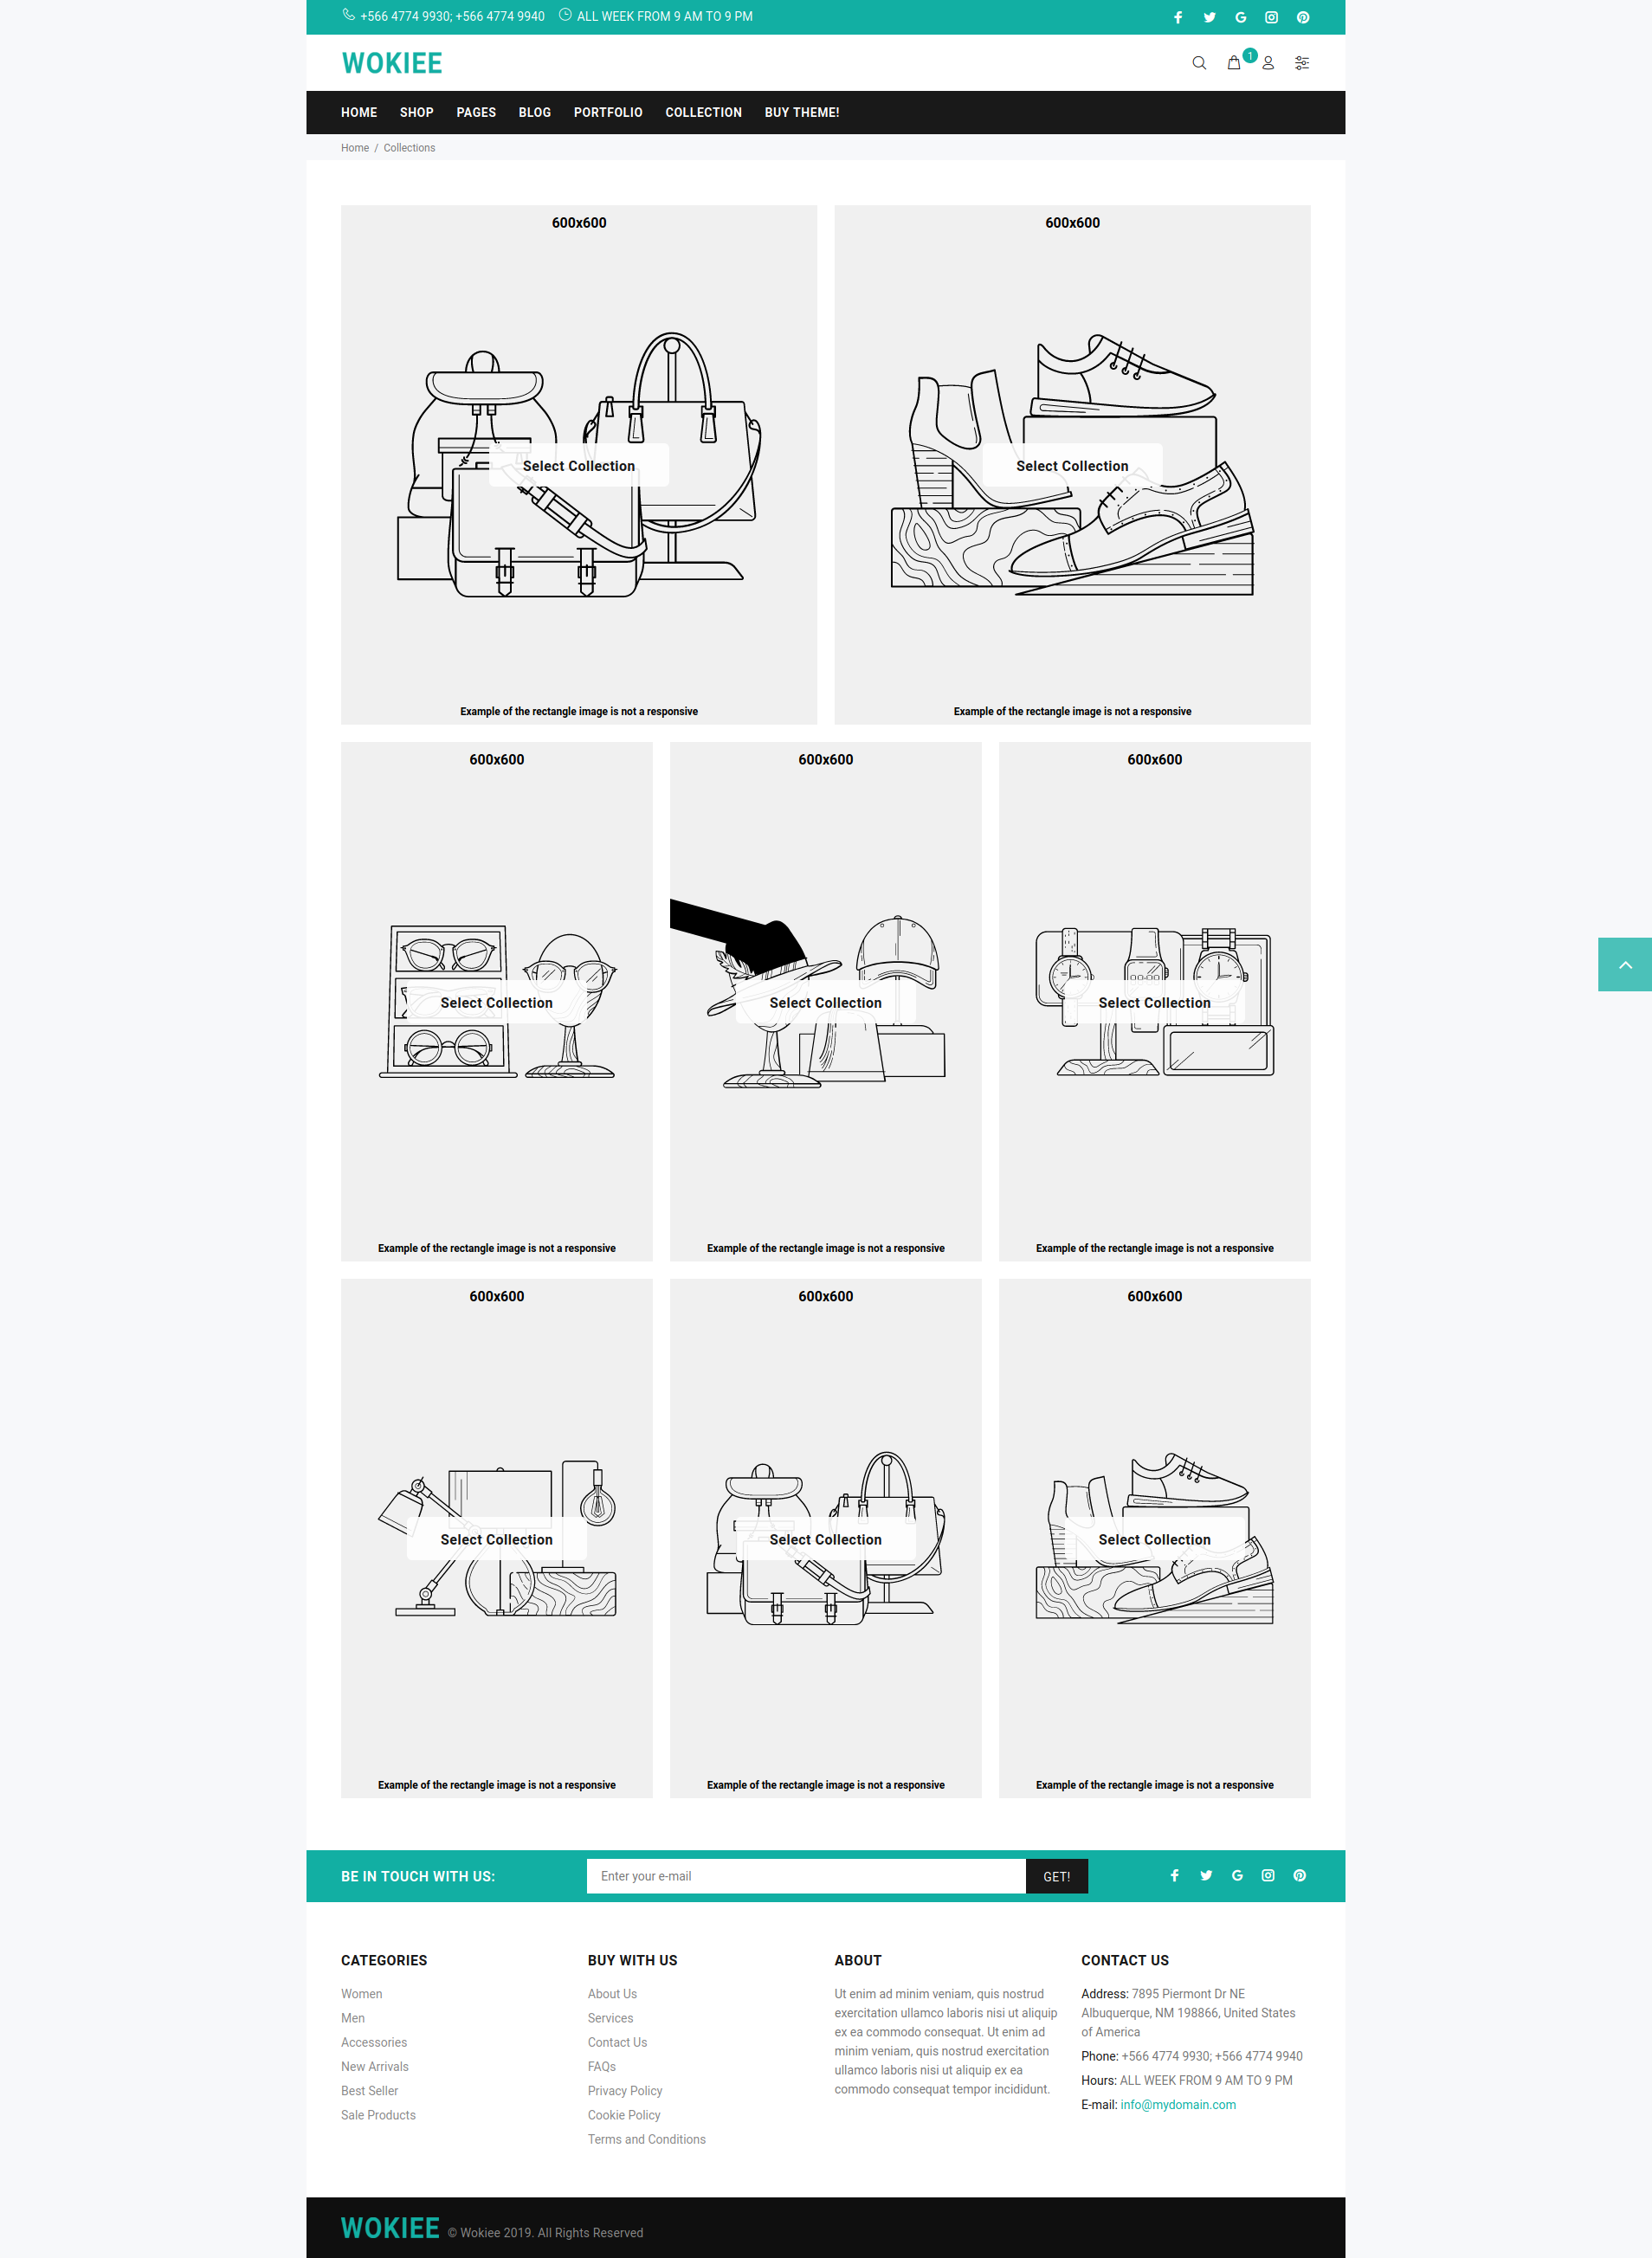 +566 4774 9930; +566 4774 9940 ALL WEEK FROM 9 AM TO 9 PM
WOKIEE
1
HOME SHOP PAGES BLOG PORTFOLIO COLLECTION BUY THEME!
Home / Collections
600x600
Select Collection
Example of the rectangle image is not a responsive
600x600
Select Collection
Example of the rectangle image is not a responsive
600x600
Select Collection
Example of the rectangle image is not a responsive
600x600
Select Collection
Example of the rectangle image is not a responsive
600x600
Select Collection
Example of the rectangle image is not a responsive
600x600
Select Collection
Example of the rectangle image is not a responsive
600x600
Select Collection
Example of the rectangle image is not a responsive
600x600
Select Collection
Example of the rectangle image is not a responsive
BE IN TOUCH WITH US:
Enter your e-mail
GET!
CATEGORIES
Women
Men
Accessories
New Arrivals
Best Seller
Sale Products
BUY WITH US
About Us
Services
Contact Us
FAQs
Privacy Policy
Cookie Policy
Terms and Conditions
ABOUT
Ut enim ad minim veniam, quis nostrud
exercitation ullamco laboris nisi ut aliquip
ex ea commodo consequat. Ut enim ad
minim veniam, quis nostrud exercitation
ullamco laboris nisi ut aliquip ex ea
commodo consequat tempor incididunt.
CONTACT US
Address: 7895 Piermont Dr NE
Albuquerque, NM 198866, United States
of America
Phone: +566 4774 9930; +566 4774 9940
Hours: ALL WEEK FROM 9 AM TO 9 PM
E-mail: info@mydomain.com
WOKIEE © Wokiee 2019. All Rights Reserved